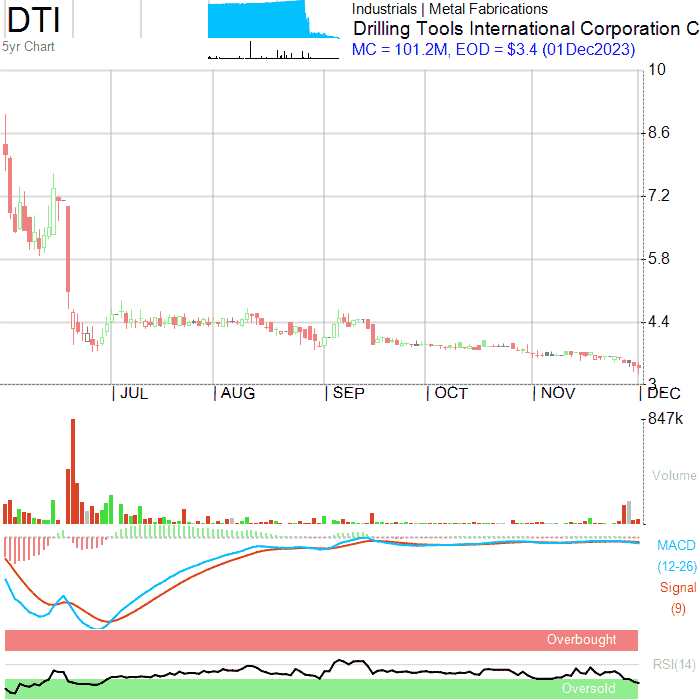 DTI
5yr Chart
Industrials | Metal Fabrications
Drilling Tools International Corporation C
MC = 101.2M, EOD = $3.4 (01Dec2023)
10
8.6
7.2
5.8
4.4
3
JUL
AUG
SEP
OCT
NOV
DEC
847k
Volume
MACD
(12-26)
Signal
(9)
Overbought
RSI(14)
Oversold